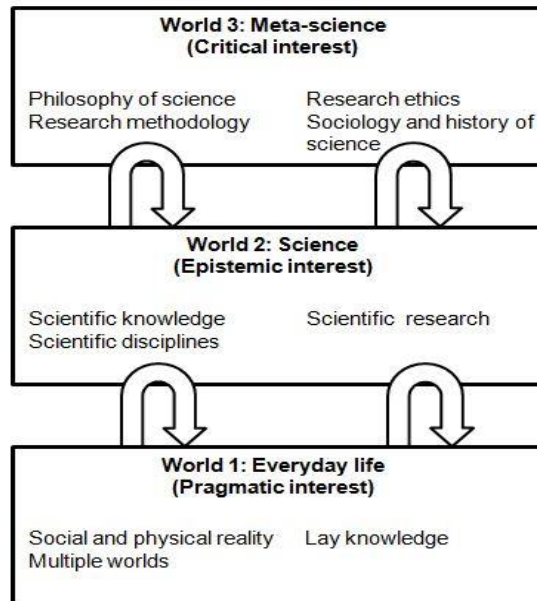 World 3: Meta-science
(Critical interest)
Philosophy of science
Research methodology
Research ethics
Sociology and history of
science
World 2: Science
(Epistemic interest)
Scientific knowledge
Scientific disciplines
Scientific research
World 1: Everyday life
(Pragmatic interest)
Social and physical reality
Multiple worlds
Lay knowledge